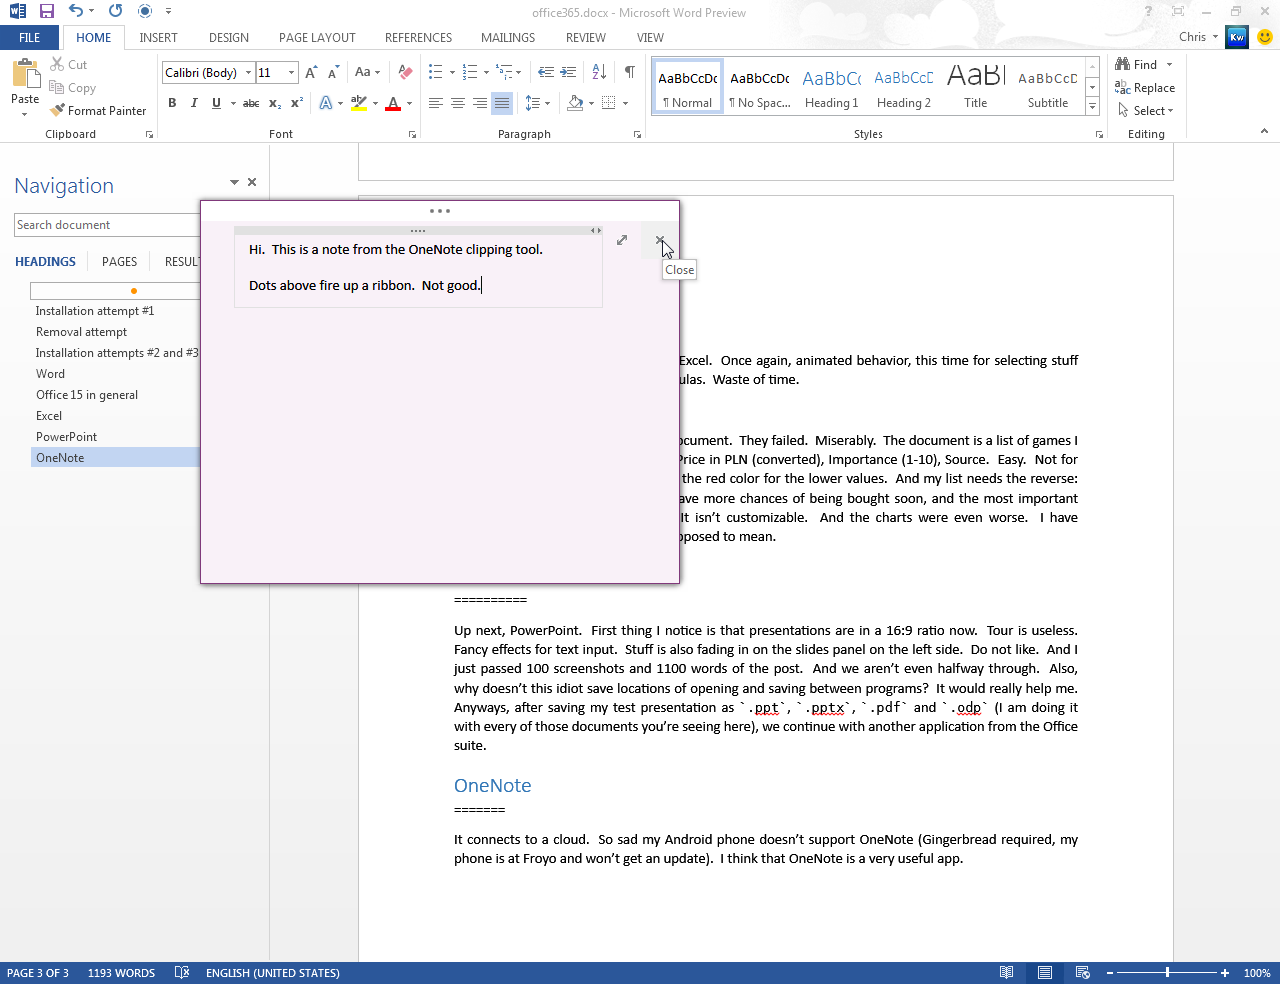 office365.docx - Microsoft Word Preview
FILE HOME INSERT DESIGN PAGE LAYOUT REFERENCES MAILINGS REVIEW VIEW Chris Kw
Paste Cut Copy Format Painter
Calibri (Body) 11
AaBbCcDc AaBbCcDc AaBbCc AaBbCcD AaB AaBbCcD
¶ Normal ¶ No Spac... Heading 1 Heading 2 Title Subtitle
Find Replace Select
Clipboard Font Paragraph Styles Editing
Navigation
Search document
HEADINGS PAGES RESUL
Installation attempt #1
Removal attempt
Installation attempts #2 and #3
Word
Office 15 in general
Excel
PowerPoint
OneNote
Hi. This is a note from the OneNote clipping tool.
Dots above fire up a ribbon. Not good.
Close
Excel. Once again, animated behavior, this time for selecting stuff
ulas. Waste of time.
ocument. They failed. Miserably. The document is a list of games I
Price in PLN (converted), Importance (1-10), Source. Easy. Not for
the red color for the lower values. And my list needs the reverse:
ave more chances of being bought soon, and the most important
It isn’t customizable. And the charts were even worse. I have
pposed to mean.
==========
Up next, PowerPoint. First thing I notice is that presentations are in a 16:9 ratio now. Tour is useless.
Fancy effects for text input. Stuff is also fading in on the slides panel on the left side. Do not like. And I
just passed 100 screenshots and 1100 words of the post. And we aren’t even halfway through. Also,
why doesn’t this idiot save locations of opening and saving between programs? It would really help me.
Anyways, after saving my test presentation as `.ppt`, `.pptx`, `.pdf` and `.odp` (I am doing it
with every of those documents you’re seeing here), we continue with another application from the Office
suite.
OneNote
=======
It connects to a cloud. So sad my Android phone doesn’t support OneNote (Gingerbread required, my
phone is at Froyo and won’t get an update). I think that OneNote is a very useful app.
PAGE 3 OF 3 1193 WORDS ENGLISH (UNITED STATES) 100%